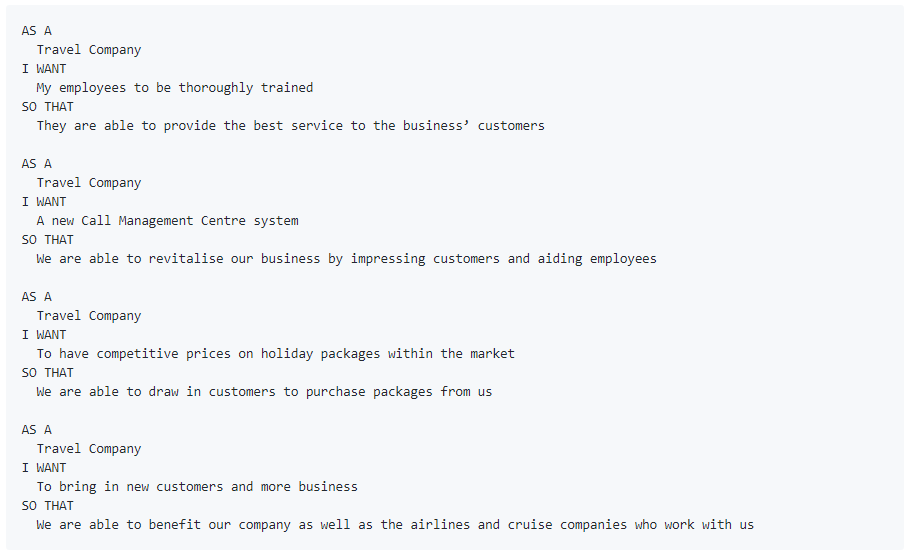 AS A
Travel Company
I WANT
My employees to be thoroughly trained
SO THAT
They are able to provide the best service to the business’ customers
AS A
Travel Company
I WANT
A new Call Management Centre system
SO THAT
We are able to revitalise our business by impressing customers and aiding employees
AS A
Travel Company
I WANT
To have competitive prices on holiday packages within the market
SO THAT
We are able to draw in customers to purchase packages from us
AS A
Travel Company
I WANT
To bring in new customers and more business
SO THAT
We are able to benefit our company as well as the airlines and cruise companies who work with us